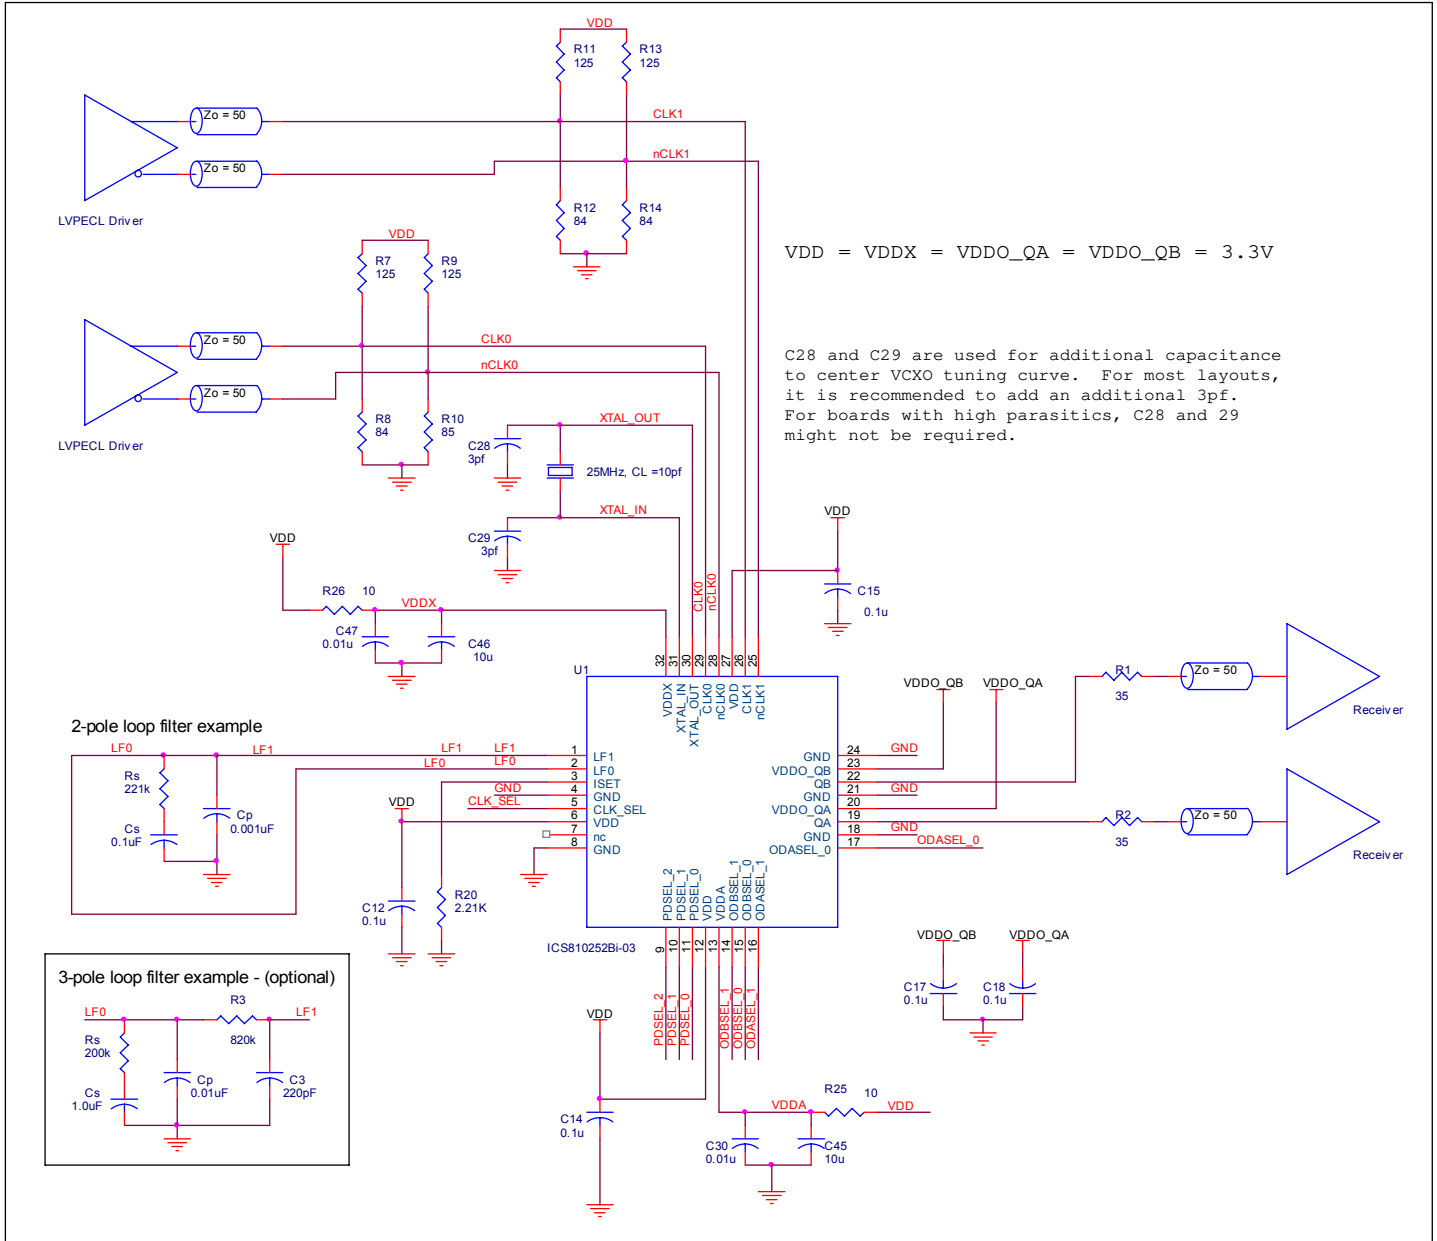 VDD
R11
125
R13
125
Zo = 50
CLK1
Zo = 50
nCLK1
LVPECL Driver
R12
84
R14
84
VDD
R7
125
R9
125
VDD = VDDX = VDDO_QA = VDDO_QB = 3.3V
Zo = 50
CLK0
Zo = 50
nCLK0
LVPECL Driver
R8
84
R10
85
C28 and C29 are used for additional capacitance
to center VCXO tuning curve.  For most layouts,
it is recommended to add an additional 3pf.
For boards with high parasitics, C28 and 29
might not be required.
XTAL_OUT
C28
3pf
25MHz, CL =10pf
XTAL_IN
C29
3pf
VDD
R26
10
VDDX
C47
0.01u
C46
10u
CLK0
nCLK0
VDD
C15
0.1u
U1
32
31
30
29
28
27
26
25
VDDX
XTAL_IN
XTAL_OUT
CLK0
nCLK0
VDD
CLK1
nCLK1
VDDO_QB
VDDO_QA
R1
35
Zo = 50
Receiver
R2
35
Zo = 50
Receiver
2-pole loop filter example
LF0
LF1
LF1
LF1
LF0
LF0
Rs
221k
Cp
0.001uF
Cs
0.1uF
GND
CLK_SEL
VDD
1
2
3
4
5
6
7
8
LF1
LF0
ISET
GND
CLK_SEL
VDD
nc
GND
GND
VDDO_QB
QB
GND
VDDO_QA
QA
GND
ODASEL_0
24
23
22
21
20
19
18
17
GND
GND
GND
ODASEL_0
C12
0.1u
R20
2.21K
PDSEL_2
PDSEL_1
PDSEL_0
VDD
VDDA
ODBSEL_1
ODBSEL_0
ODASEL_1
ICS810252Bi-03
9
10
11
12
13
14
15
16
PDSEL_2
PDSEL_1
PDSEL_0
ODBSEL_1
ODBSEL_0
ODASEL_1
VDDO_QB
VDDO_QA
C17
0.1u
C18
0.1u
3-pole loop filter example - (optional)
LF0
R3
820k
LF1
Rs
200k
Cp
0.01uF
C3
220pF
Cs
1.0uF
VDD
C14
0.1u
VDDA
R25
10
VDD
C30
0.01u
C45
10u